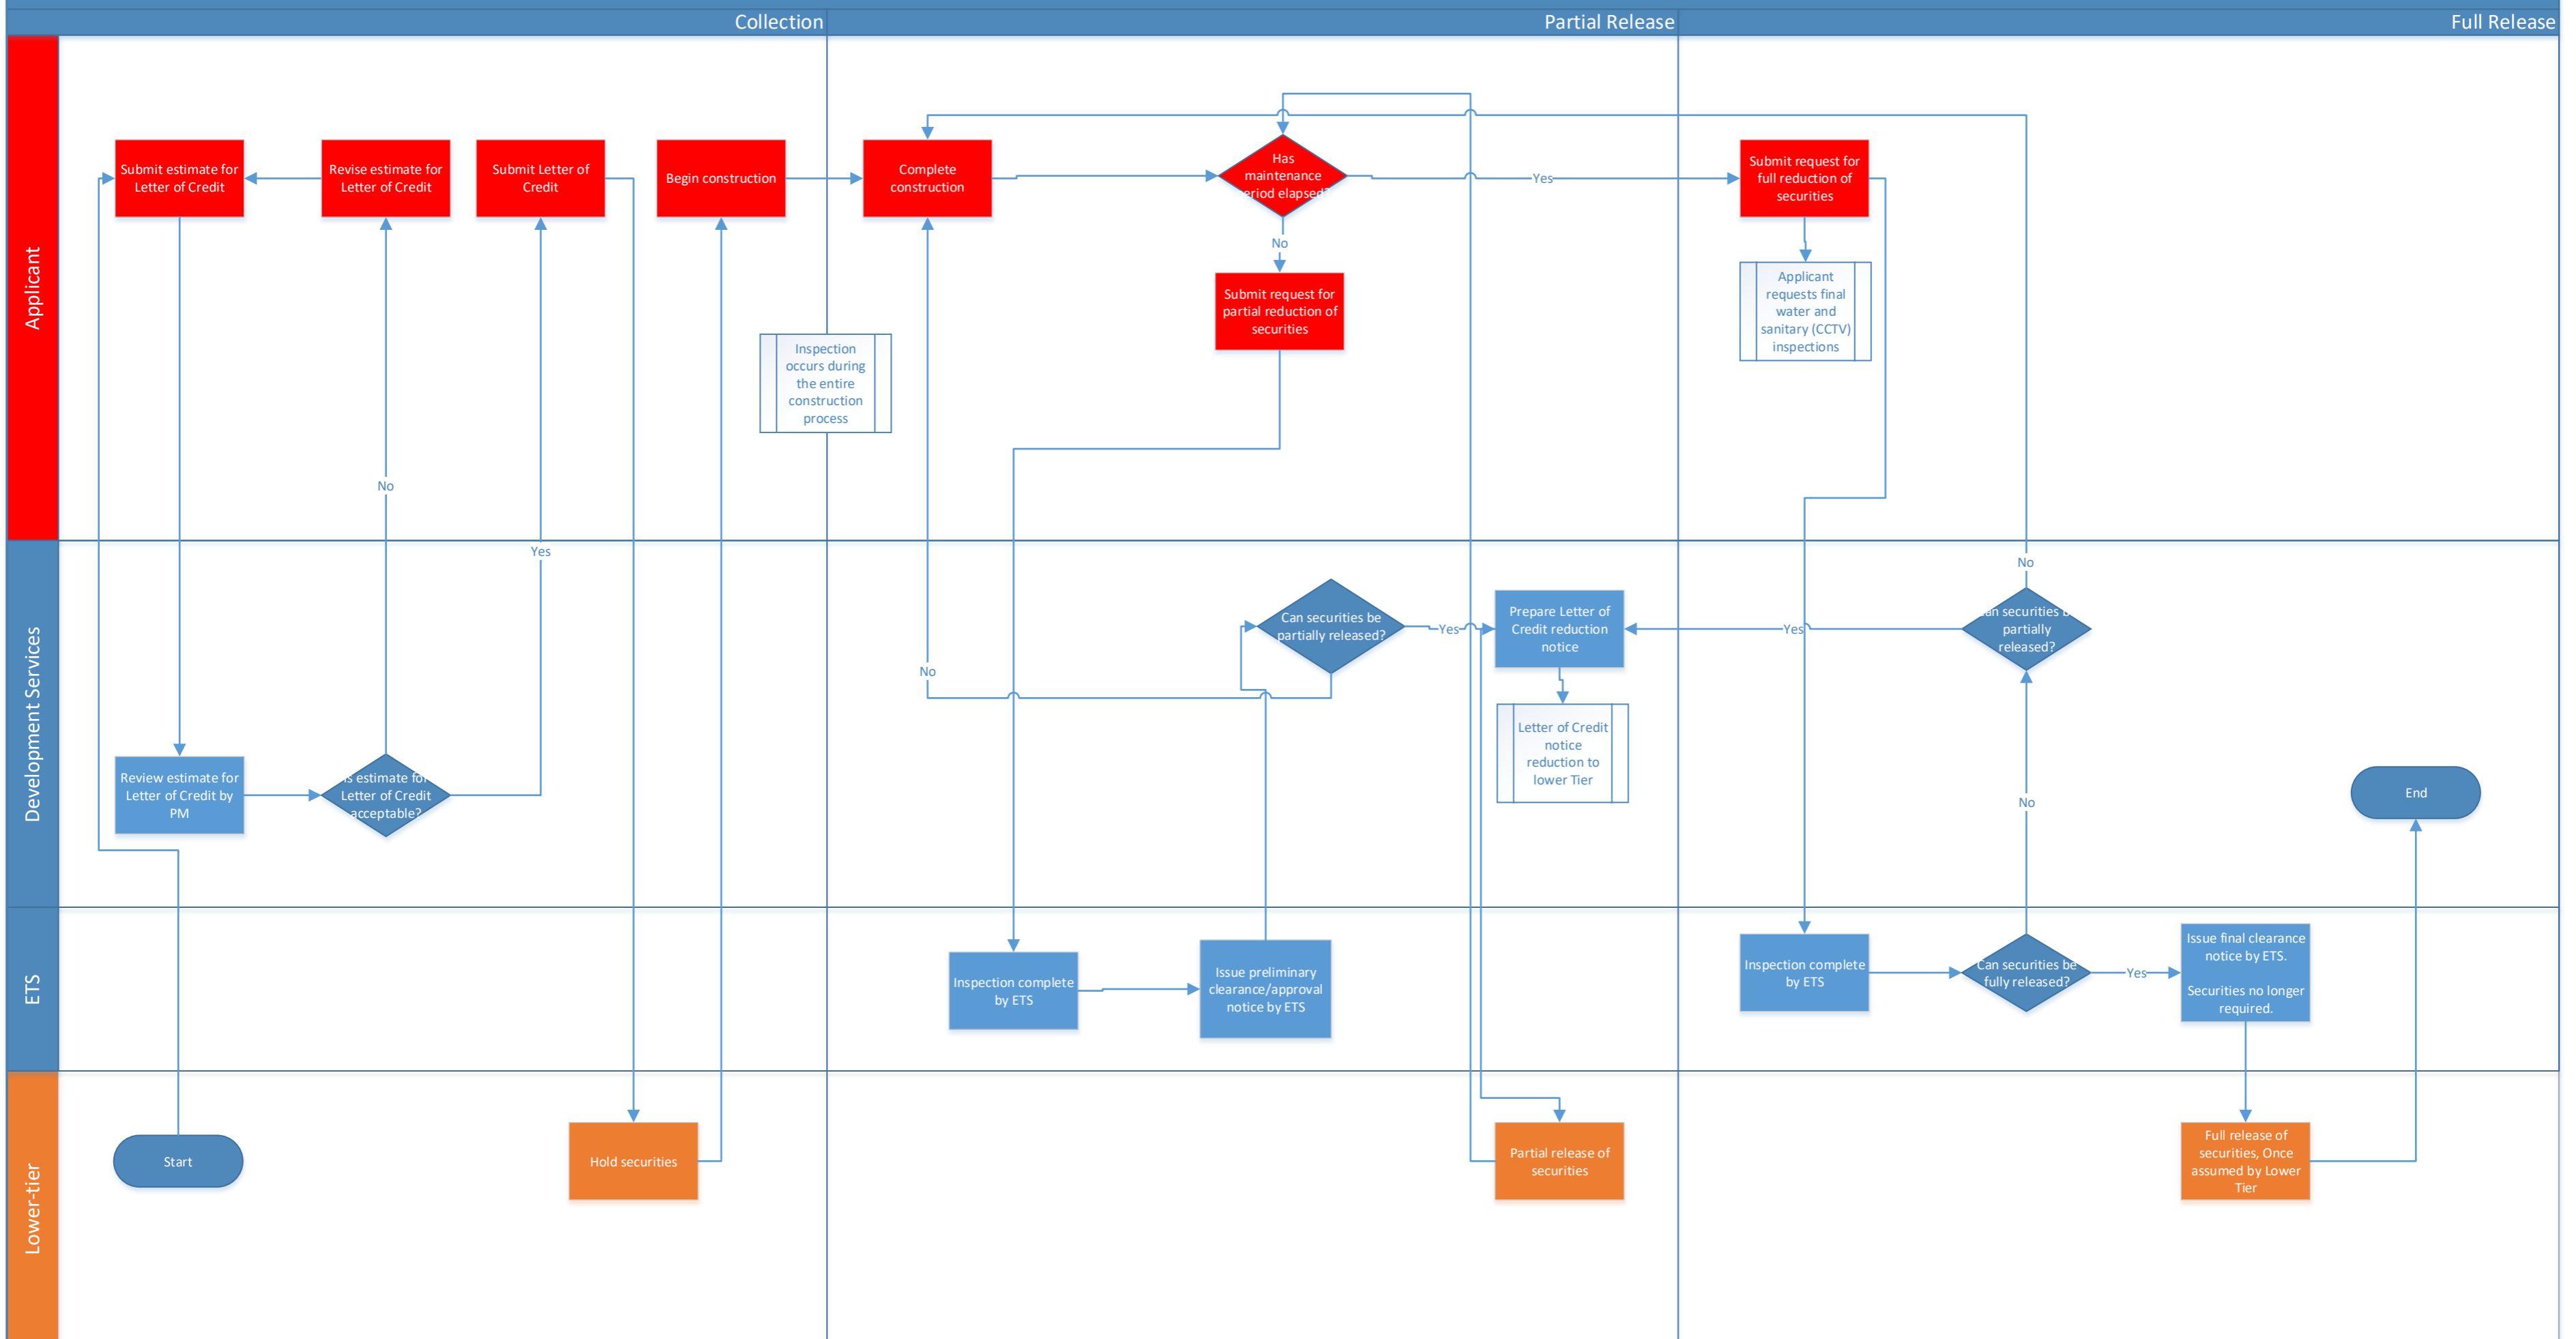 Collection
Partial Release
Full Release
Applicant
Submit estimate for
Letter of Credit
Revise estimate for
Letter of Credit
Submit Letter of
Credit
Begin construction
Complete
construction
Has
maintenance
period elapsed?
Yes
Submit request for
full reduction of
securities
No
Submit request for
partial reduction of
securities
Applicant
requests final
water and
sanitary (CCTV)
inspections
Inspection
occurs during
the entire
construction
process
No
Yes
Development Services
No
Can securities be
partially released?
Yes
Prepare Letter of
Credit reduction
notice
Yes
Can securities be
partially
released?
No
Letter of Credit
notice
reduction to
lower Tier
Review estimate for
Letter of Credit by
PM
Is estimate for
Letter of Credit
acceptable?
No
End
ETS
Inspection complete
by ETS
Issue preliminary
clearance/approval
notice by ETS
Inspection complete
by ETS
Can securities be
fully released?
Yes
Issue final clearance
notice by ETS.
Securities no longer
required.
Lower-tier
Start
Hold securities
Partial release of
securities
Full release of
securities, Once
assumed by Lower
Tier